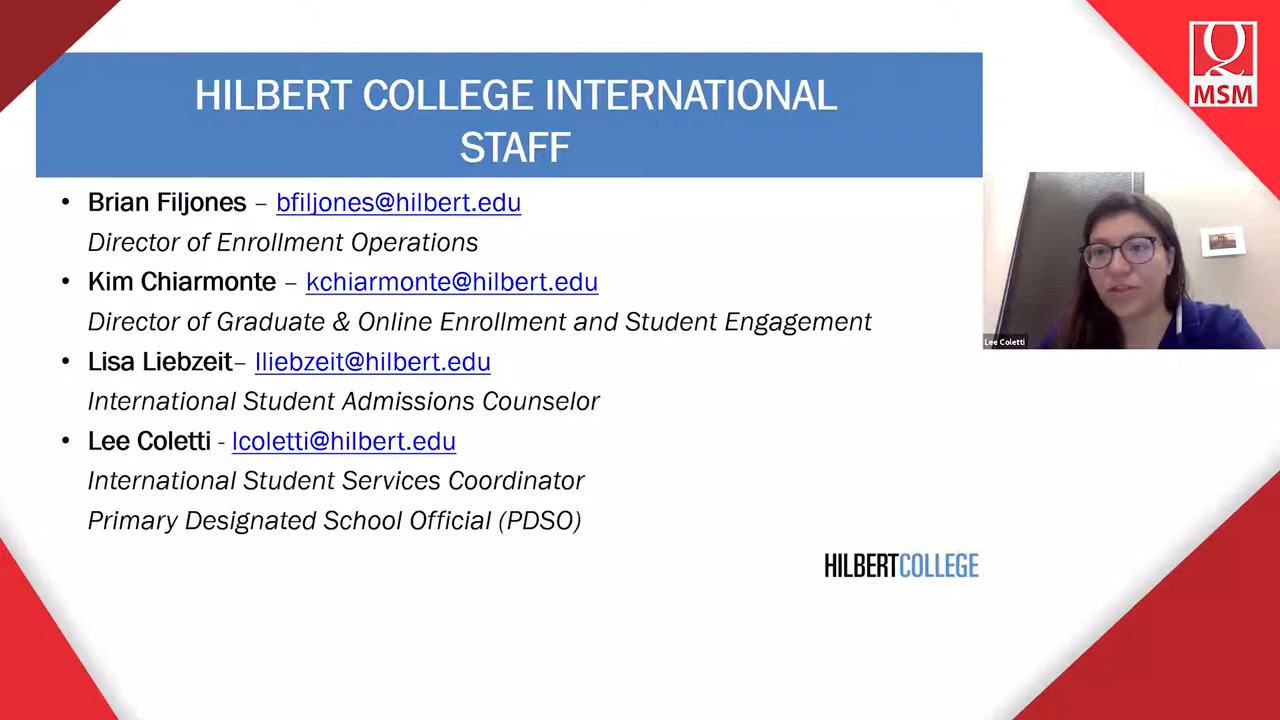 HILBERT COLLEGE INTERNATIONAL
STAFF
• Brian Filjones – bfiljones@hilbert.edu
Director of Enrollment Operations
• Kim Chiarmonte – kchiarmonte@hilbert.edu
Director of Graduate & Online Enrollment and Student Engagement
• Lisa Liebzeit– lliebzeit@hilbert.edu
International Student Admissions Counselor
• Lee Coletti - lcoletti@hilbert.edu
International Student Services Coordinator
Primary Designated School Official (PDSO)
HILBERTCOLLEGE
Q
MSM
Lee Coletti